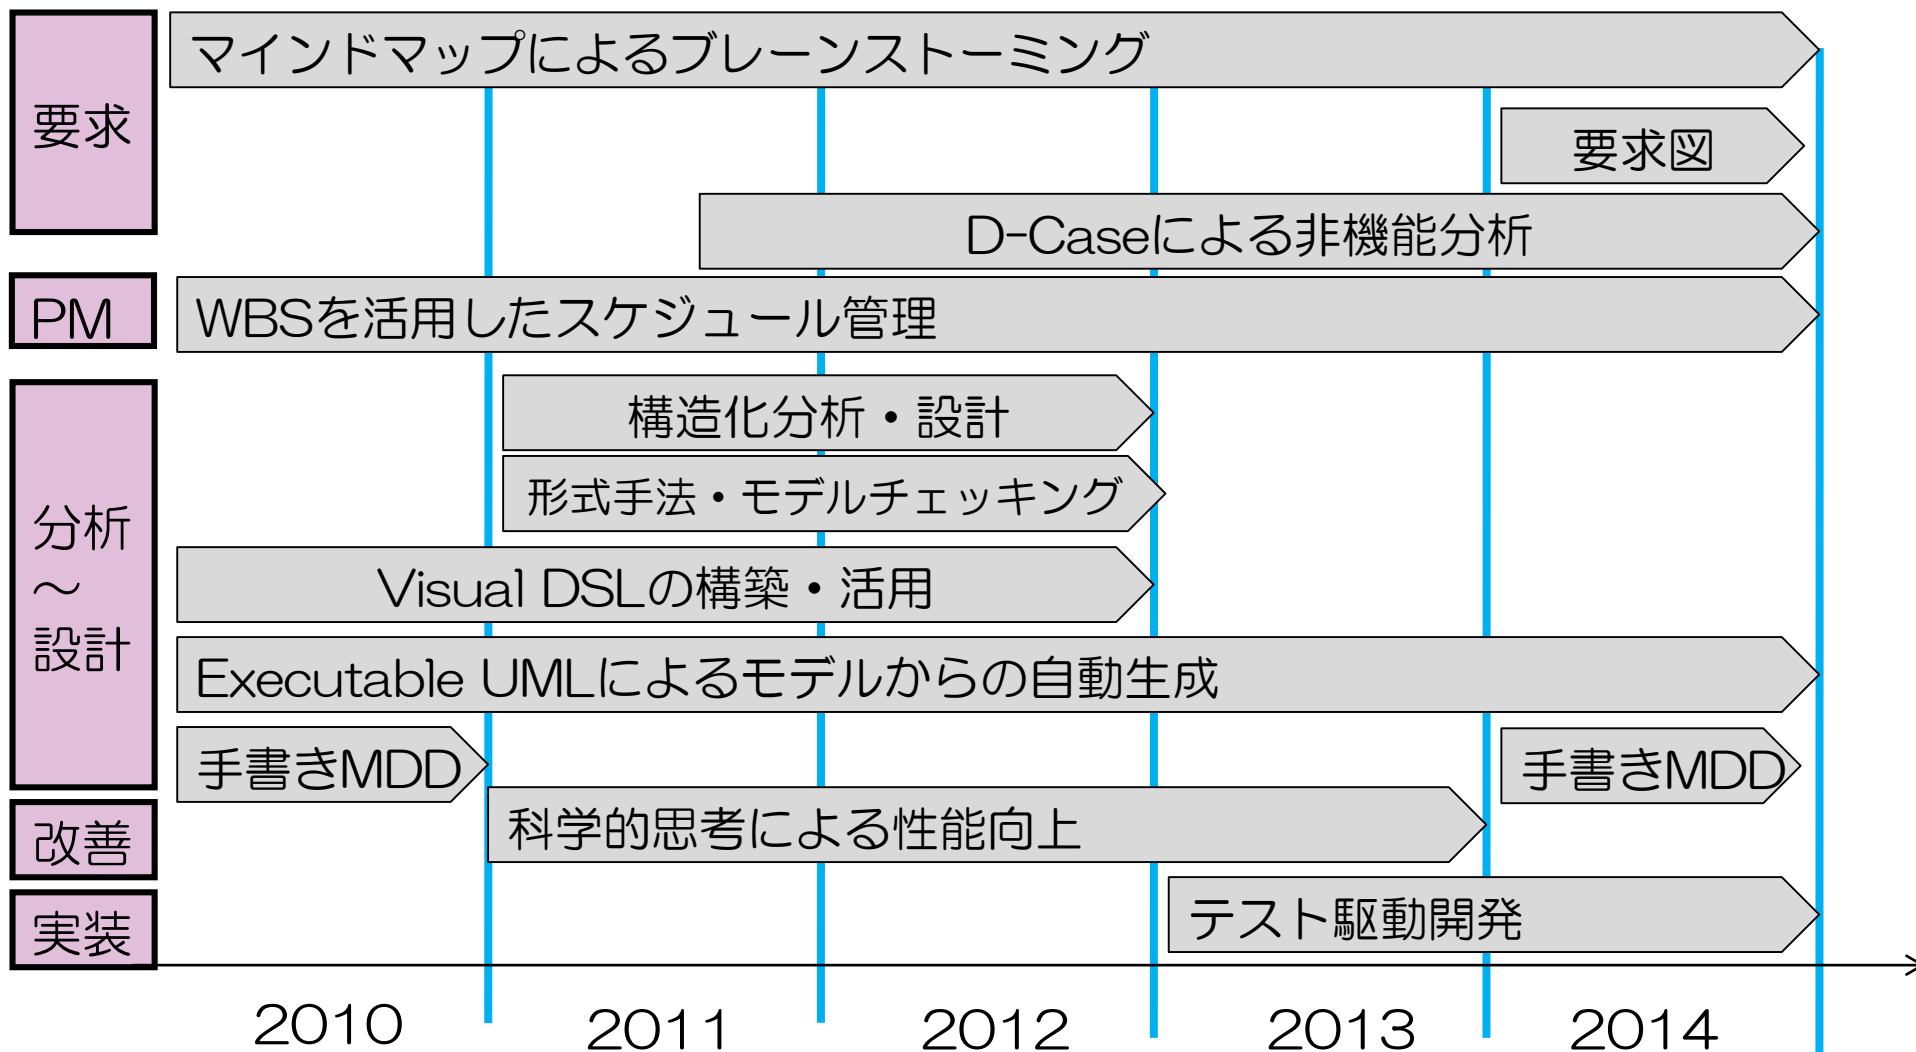 要求
マインドマップによるブレーンストーミング
要求図
D-Caseによる非機能分析
PM
WBSを活用したスケジュール管理
分析
～
設計
構造化分析・設計
形式手法・モデルチェッキング
Visual DSLの構築・活用
Executable UMLによるモデルからの自動生成
手書きMDD
手書きMDD
改善
科学的思考による性能向上
実装
テスト駆動開発
2010
2011
2012
2013
2014